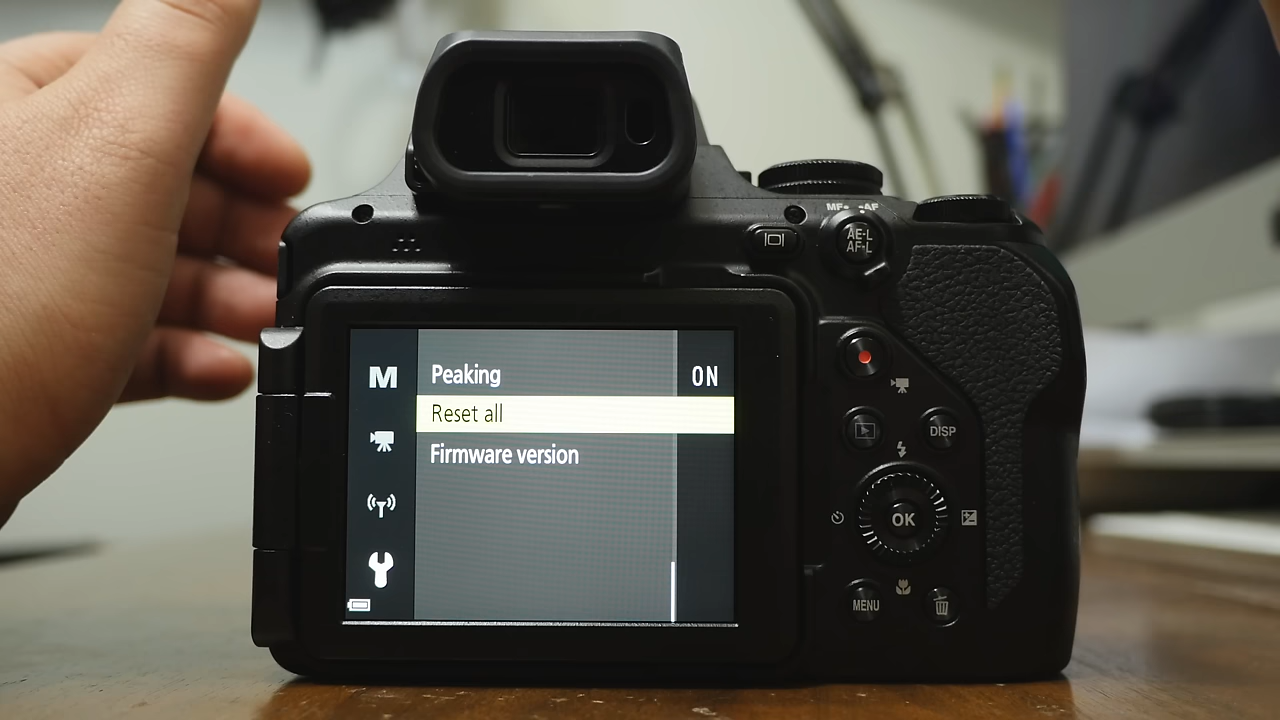 MF AF
AE-L
AF-L
M
Peaking ON
Reset all
Firmware version
DISP
OK
MENU